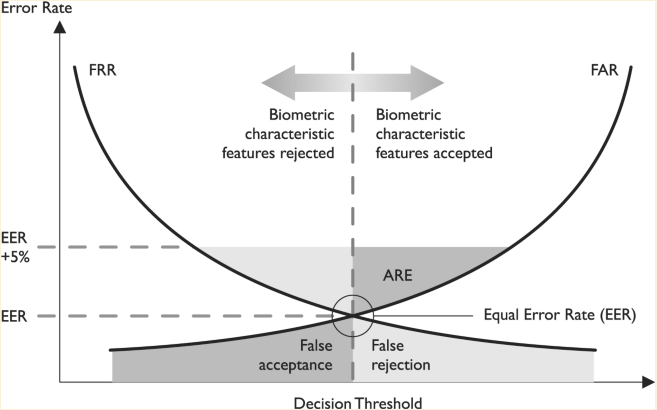 Error Rate
FRR
FAR
Biometric
characteristic
features rejected
Biometric
characteristic
features accepted
EER
+5%
ARE
EER
Equal Error Rate (EER)
False
acceptance
False
rejection
Decision Threshold